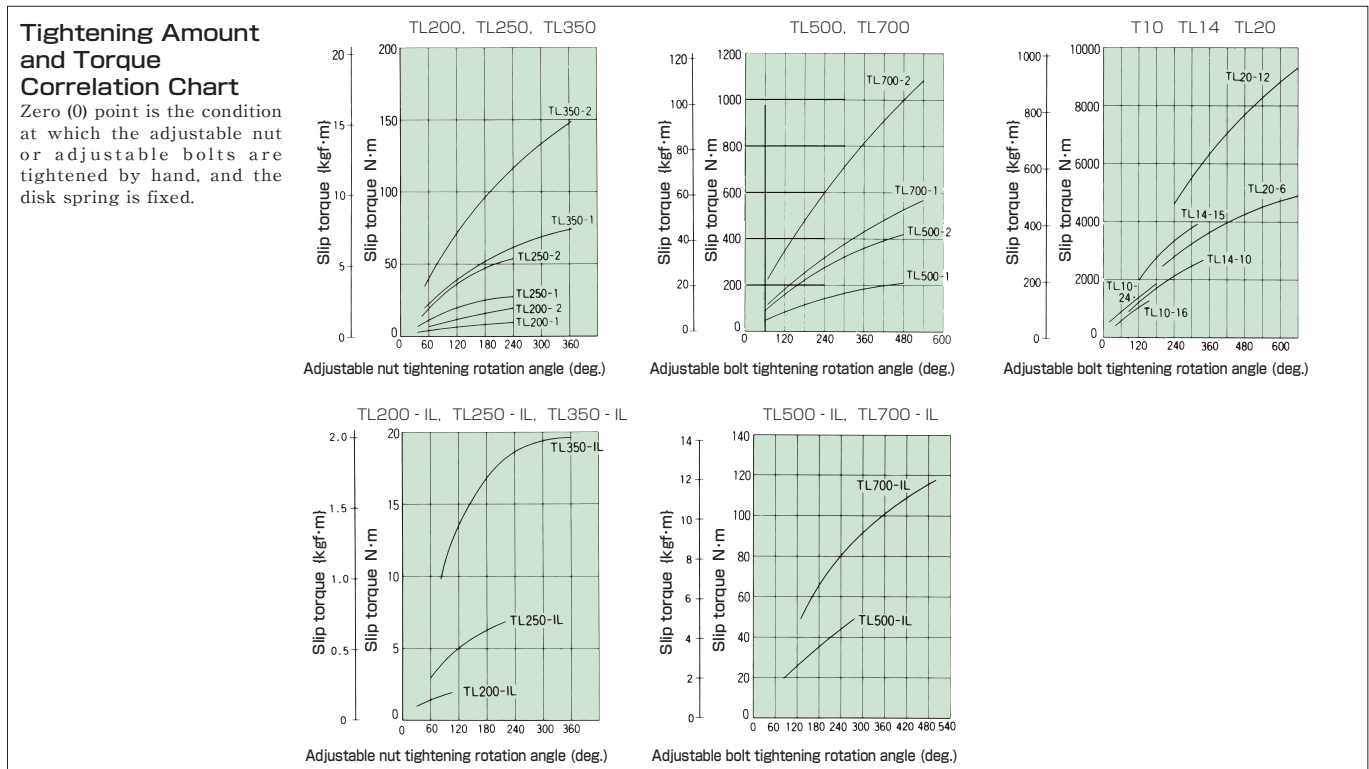 Tightening Amount
and Torque
Correlation Chart
Zero (0) point is the condition
at which the adjustable nut
or adjustable bolts are
tightened by hand, and the
disk spring is fixed.
TL200, TL250, TL350
Slip torque {kgf·m}
20
15
10
5
0
Slip torque N·m
200
150
100
50
0
TL350-2
TL350-1
TL250-2
TL250-1
TL200-2
TL200-1
0 60 120 180 240 300 360
Adjustable nut tightening rotation angle (deg.)
TL500, TL700
Slip torque {kgf·m}
120
100
80
60
40
20
0
Slip torque N·m
1200
1000
800
600
400
200
0
TL700-2
TL700-1
TL500-2
TL500-1
0 120 240 360 480 600
Adjustable bolt tightening rotation angle (deg.)
T10 TL14 TL20
Slip torque {kgf·m}
1000
800
600
400
200
0
Slip torque N·m
10000
8000
6000
4000
2000
0
TL20-12
TL20-6
TL14-15
TL14-10
TL10-
24
TL10-16
0 120 240 360 480 600
Adjustable bolt tightening rotation angle (deg.)
TL200 - IL, TL250 - IL, TL350 - IL
Slip torque {kgf·m}
2.0
1.5
1.0
0.5
0
Slip torque N·m
20
15
10
5
0
TL350-IL
TL250-IL
TL200-IL
0 60 120 180 240 300 360
Adjustable nut tightening rotation angle (deg.)
TL500 - IL, TL700 - IL
Slip torque {kgf·m}
14
12
10
8
6
4
2
0
Slip torque N·m
140
120
100
80
60
40
20
0
TL700-IL
TL500-IL
0 60 120 180 240 300 360 420 480 540
Adjustable bolt tightening rotation angle (deg.)